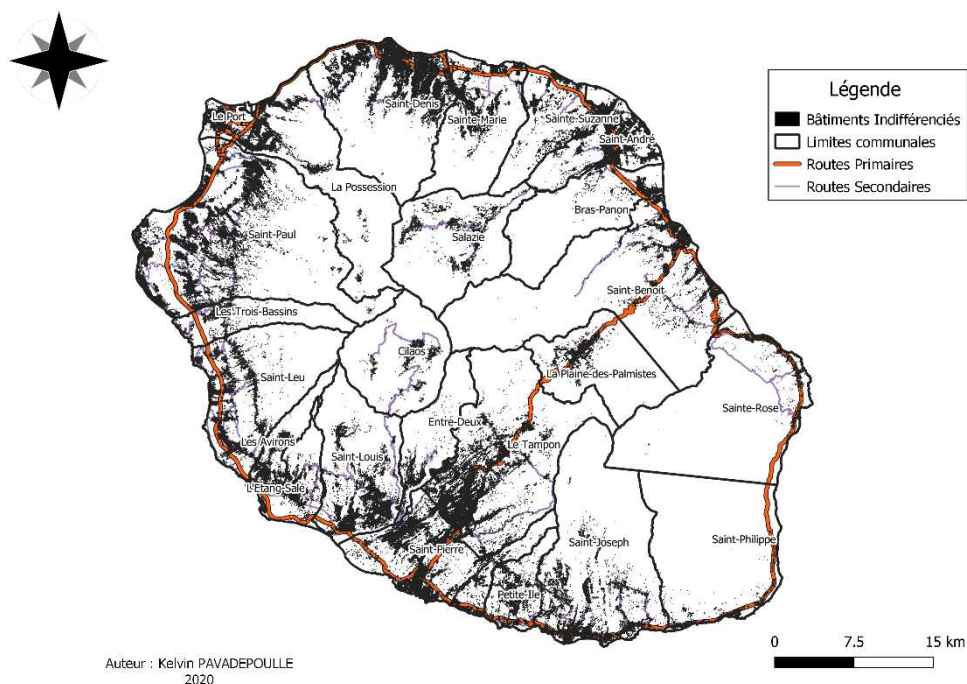 Légende
Bâtiments Indifférenciés
Limites communales
Routes Primaires
Routes Secondaires
Saint-Denis
Le Port
Sainte-Marie
Sainte-Suzanne
Saint-André
La Possession
Bras-Panon
Saint-Paul
Salazie
Saint-Benoit
Les Trois-Bassins
Cilaos
La Plaine-des-Palmistes
Saint-Leu
Sainte-Rose
Entre-Deux
Les Avirons
Le Tampon
Saint-Louis
L'Etang-Salé
Saint-Pierre
Saint-Joseph
Saint-Philippe
Petite-Ile
0 7.5 15 km
Auteur : Kelvin PAVADEPOULLE
2020